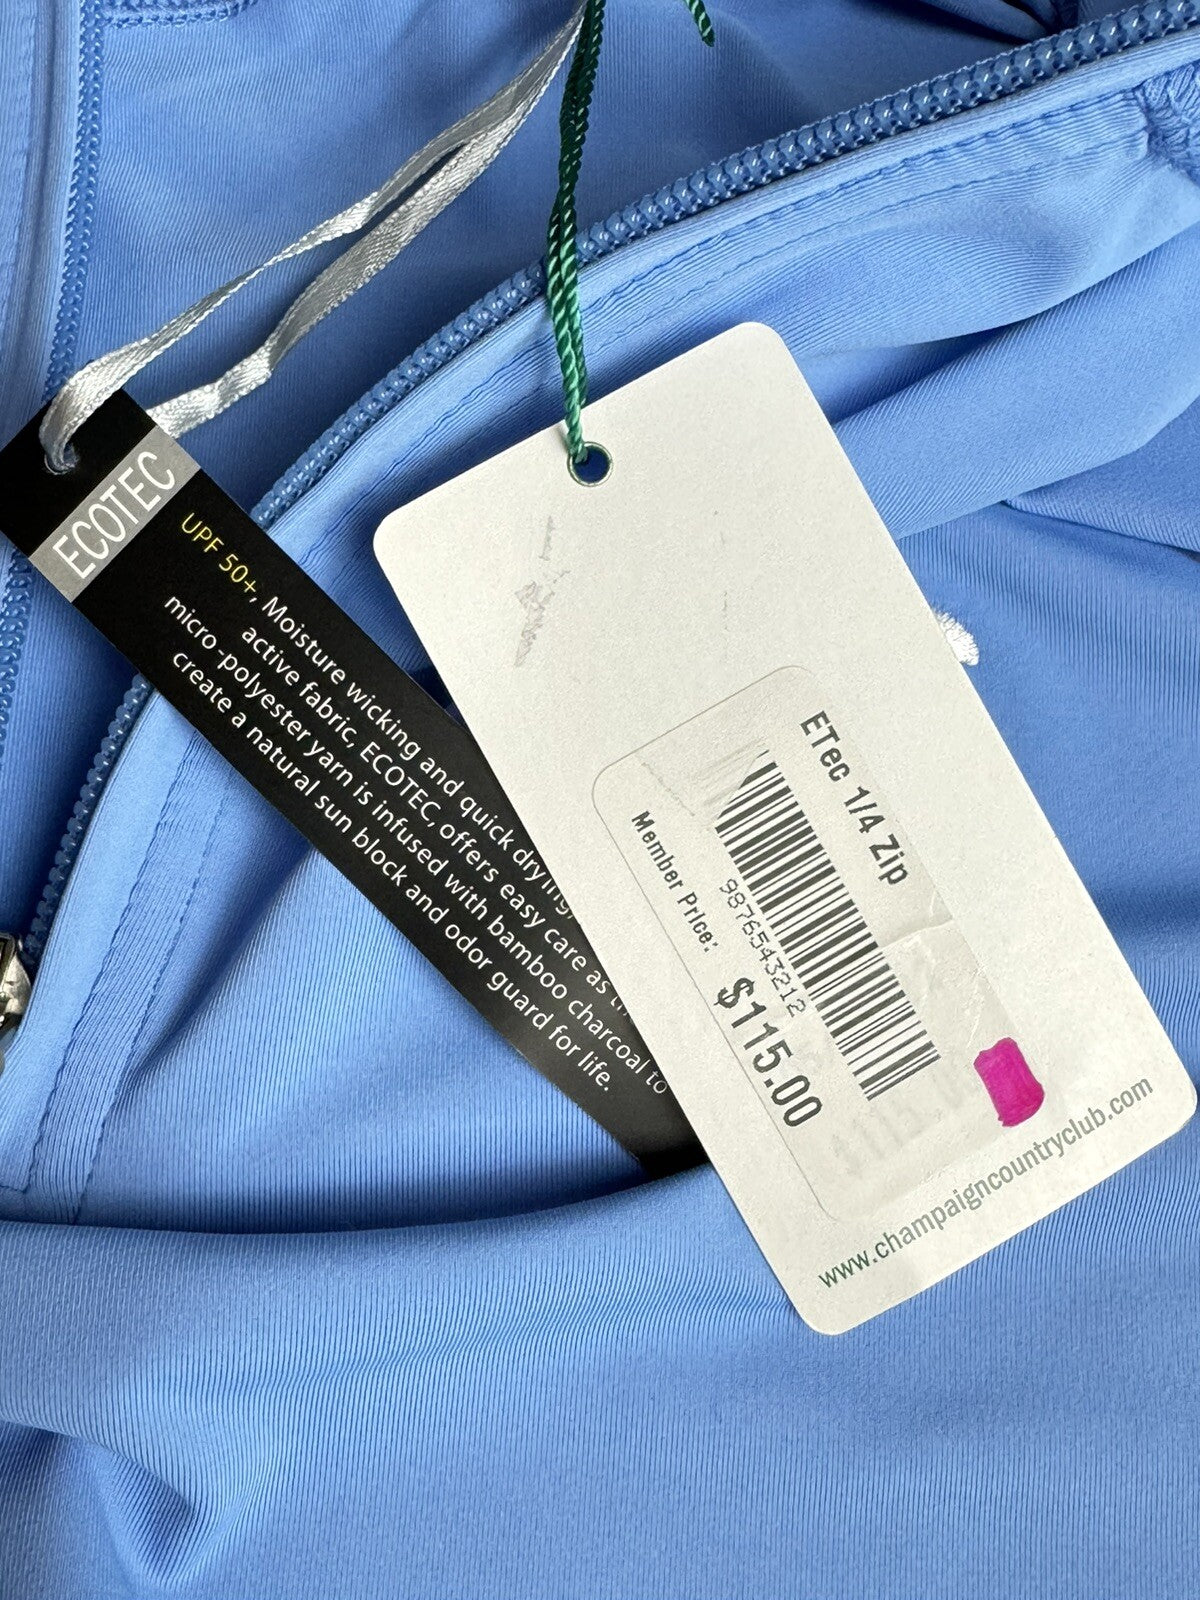 ECOTEC
UPF 50+, Moisture wicking and quick drying,
active fabric, ECOTEC, offers easy care as
micro-polyester yarn is infused with bamboo charcoal to
create a natural sun block and odor guard for life.
ETec 1/4 Zip
9876543212
Member Price: $115.00
www.champaigncountryclub.com